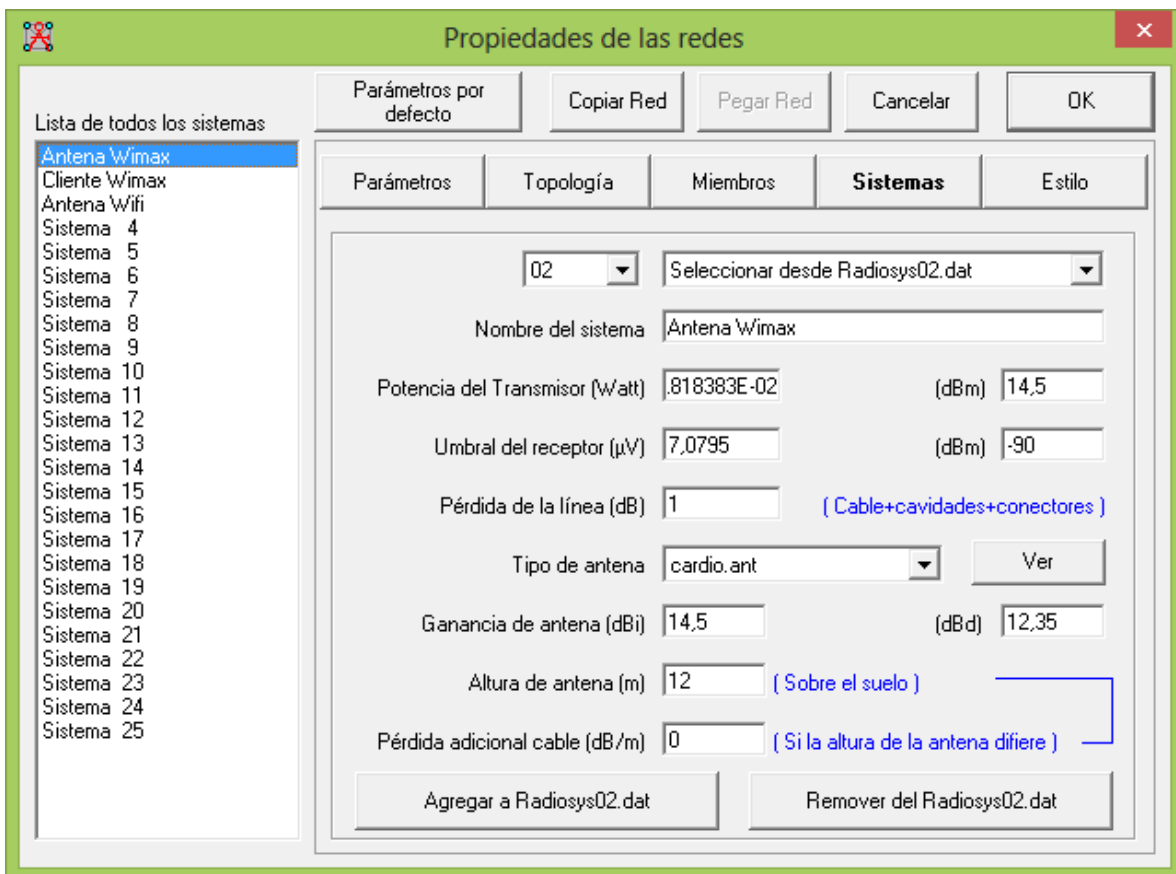 Propiedades de las redes
Lista de todos los sistemas
Antena Wimax
Cliente Wimax
Antena Wifi
Sistema 4
Sistema 5
Sistema 6
Sistema 7
Sistema 8
Sistema 9
Sistema 10
Sistema 11
Sistema 12
Sistema 13
Sistema 14
Sistema 15
Sistema 16
Sistema 17
Sistema 18
Sistema 19
Sistema 20
Sistema 21
Sistema 22
Sistema 23
Sistema 24
Sistema 25
Parámetros por
defecto
Copiar Red
Pegar Red
Cancelar
OK
Parámetros
Topología
Miembros
Sistemas
Estilo
02 Seleccionar desde Radiosys02.dat
Nombre del sistema Antena Wimax
Potencia del Transmisor (Watt) .818383E-02 (dBm) 14,5
Umbral del receptor (µV) 7,0795 (dBm) -90
Pérdida de la línea (dB) 1 ( Cable+cavidades+conectores )
Tipo de antena cardio.ant Ver
Ganancia de antena (dBi) 14,5 (dBd) 12,35
Altura de antena (m) 12 ( Sobre el suelo )
Pérdida adicional cable (dB/m) 0 ( Si la altura de la antena difiere )
Agregar a Radiosys02.dat
Remover del Radiosys02.dat